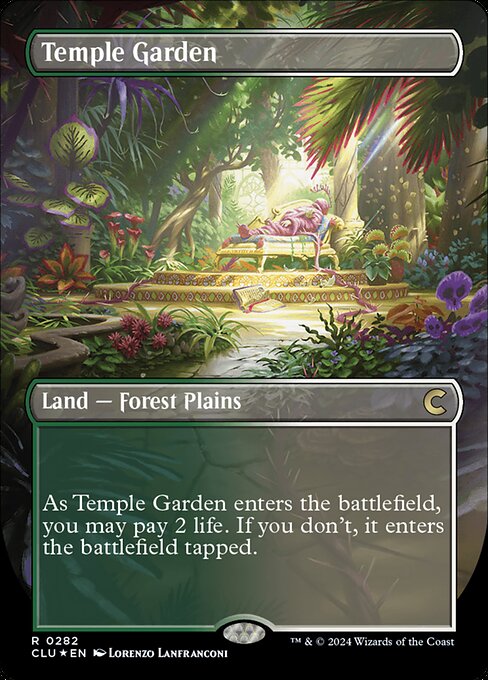 Temple Garden
Land — Forest Plains
As Temple Garden enters the battlefield,
you may pay 2 life. If you don't, it enters
the battlefield tapped.
R 0282
CLU★EN Lorenzo Lanfranconi
™ & © 2024 Wizards of the Coast